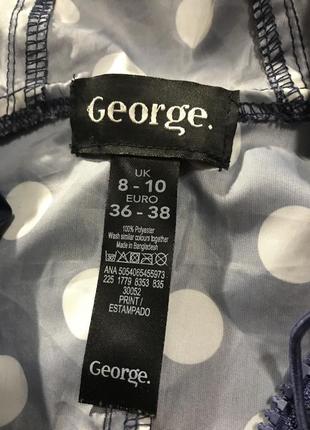 George.
UK
8 - 10
EURO
36 - 38
100% Polyester
Wash similar colours together
Made in Bangladesh
ANA 5054065455973
225 1779 8353 835
30052
PRINT/
ESTAMPADO
George.